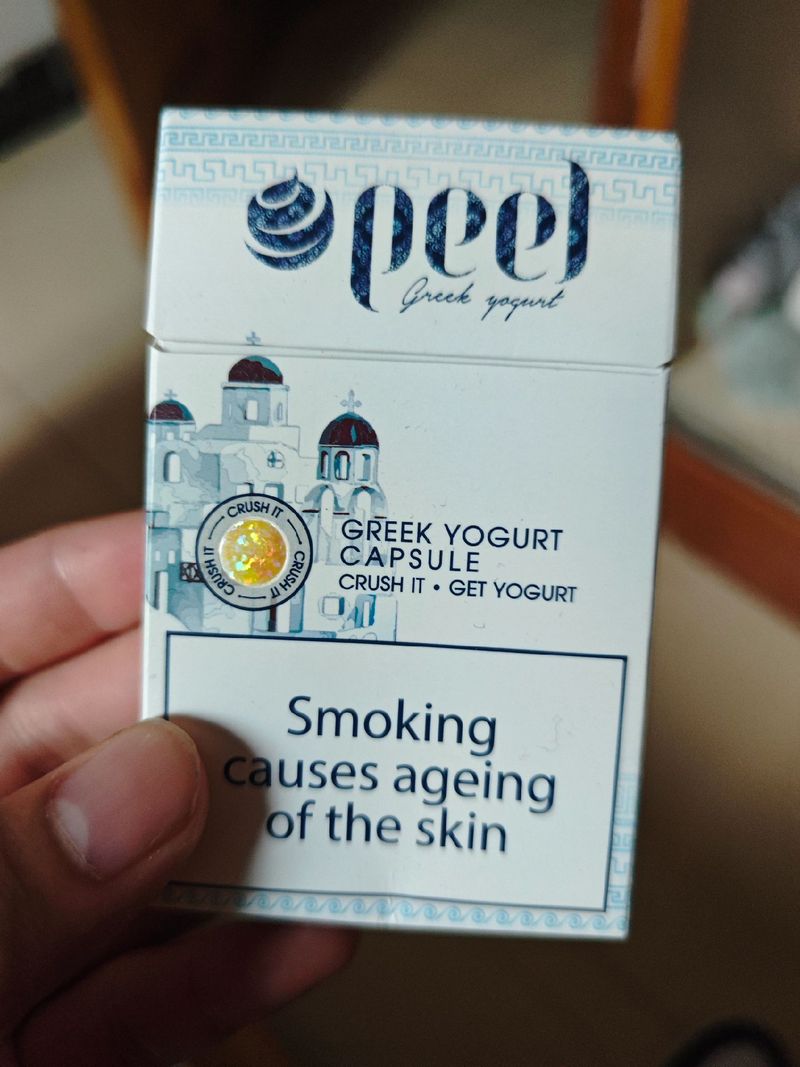 peel
Greek yogurt
CRUSH IT
CRUSH IT
CRUSH IT
GREEK YOGURT
CAPSULE
CRUSH IT • GET YOGURT
Smoking
causes ageing
of the skin